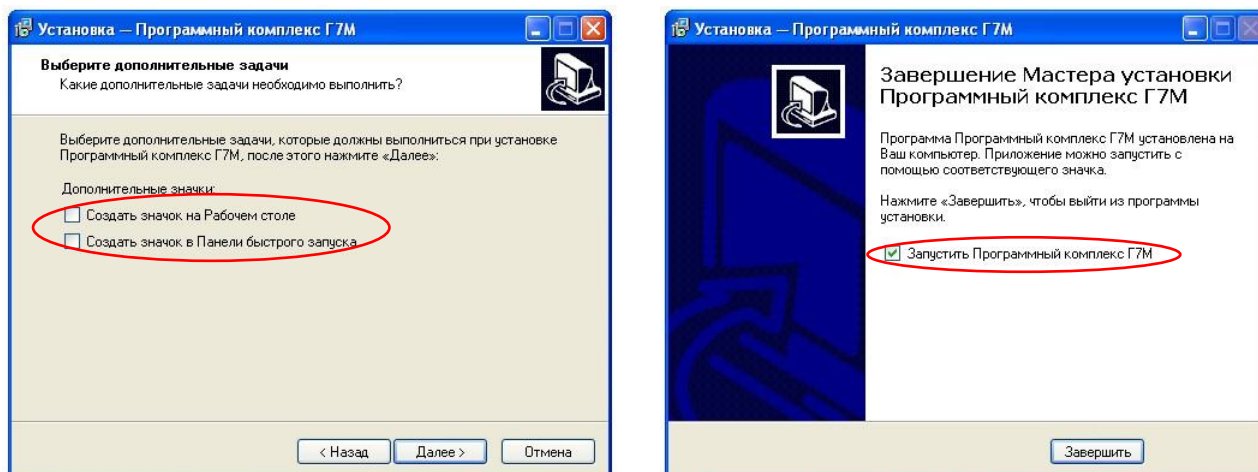 Установка — Программный комплекс Г7М
Выберите дополнительные задачи
Какие дополнительные задачи необходимо выполнить?
Выберите дополнительные задачи, которые должны выполниться при установке
Программный комплекс Г7М, после этого нажмите «Далее»:
Дополнительные значки:
Создать значок на Рабочем столе
Создать значок в Панели быстрого запуска
< Назад
Далее >
Отмена
Установка — Программный комплекс Г7М
Завершение Мастера установки
Программный комплекс Г7М
Программа Программный комплекс Г7М установлена на
Ваш компьютер. Приложение можно запустить с
помощью соответствующего значка.
Нажмите «Завершить», чтобы выйти из программы
установки.
Запустить Программный комплекс Г7М
Завершить